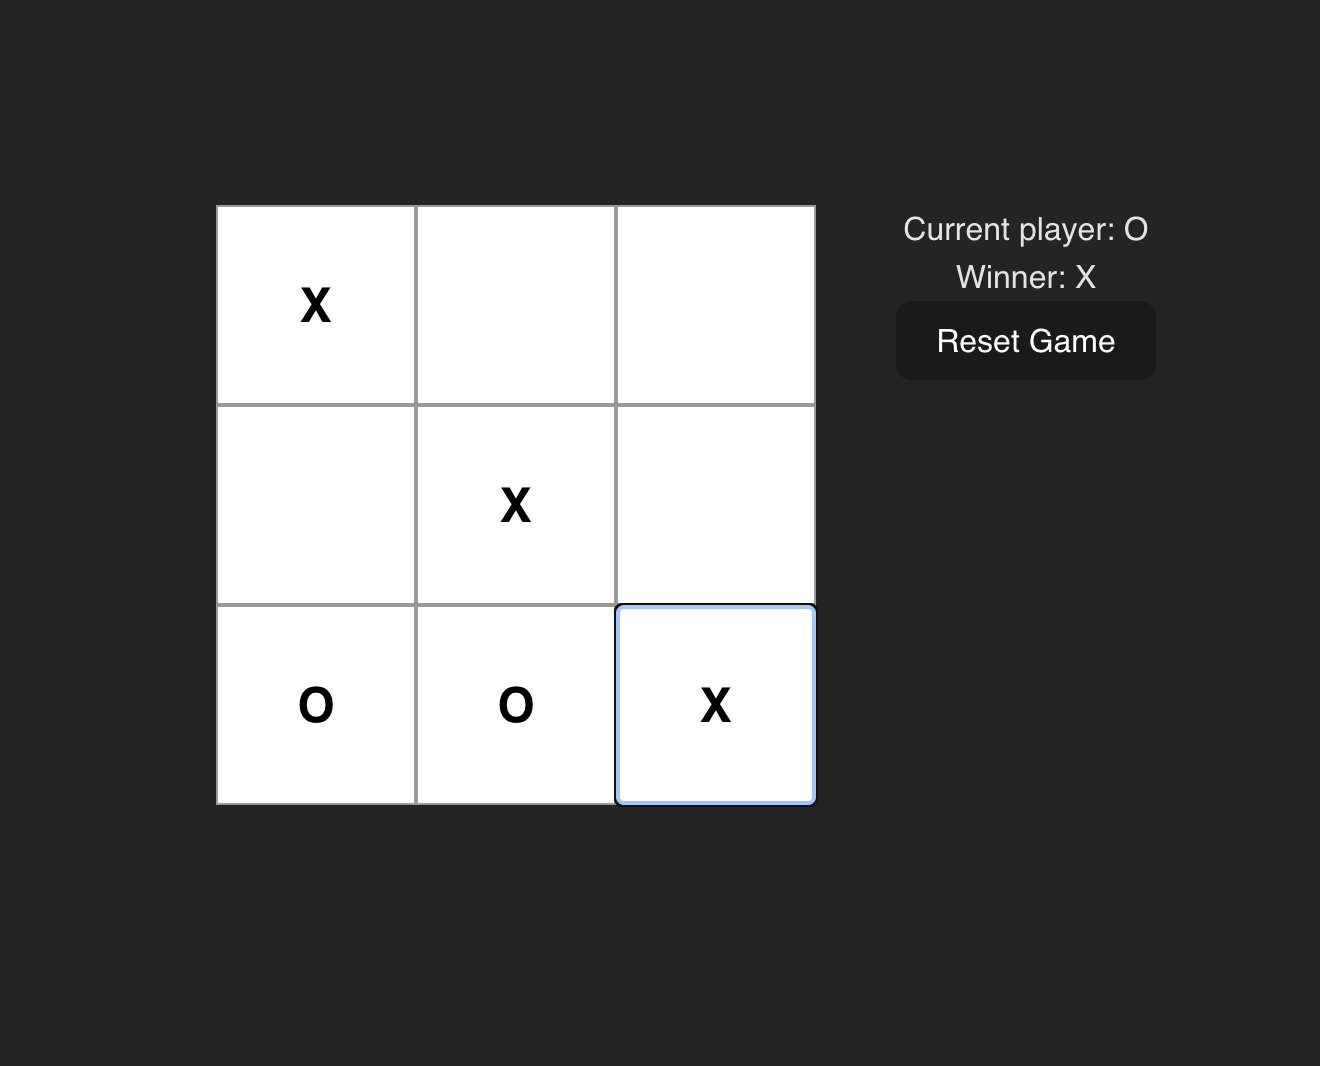 X
X
O O X
Current player: O
Winner: X
Reset Game